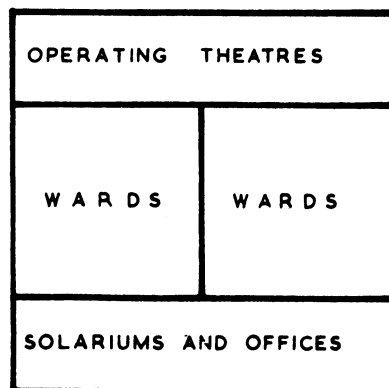 OPERATING THEATRES
WARDS WARDS
SOLARIUMS AND OFFICES